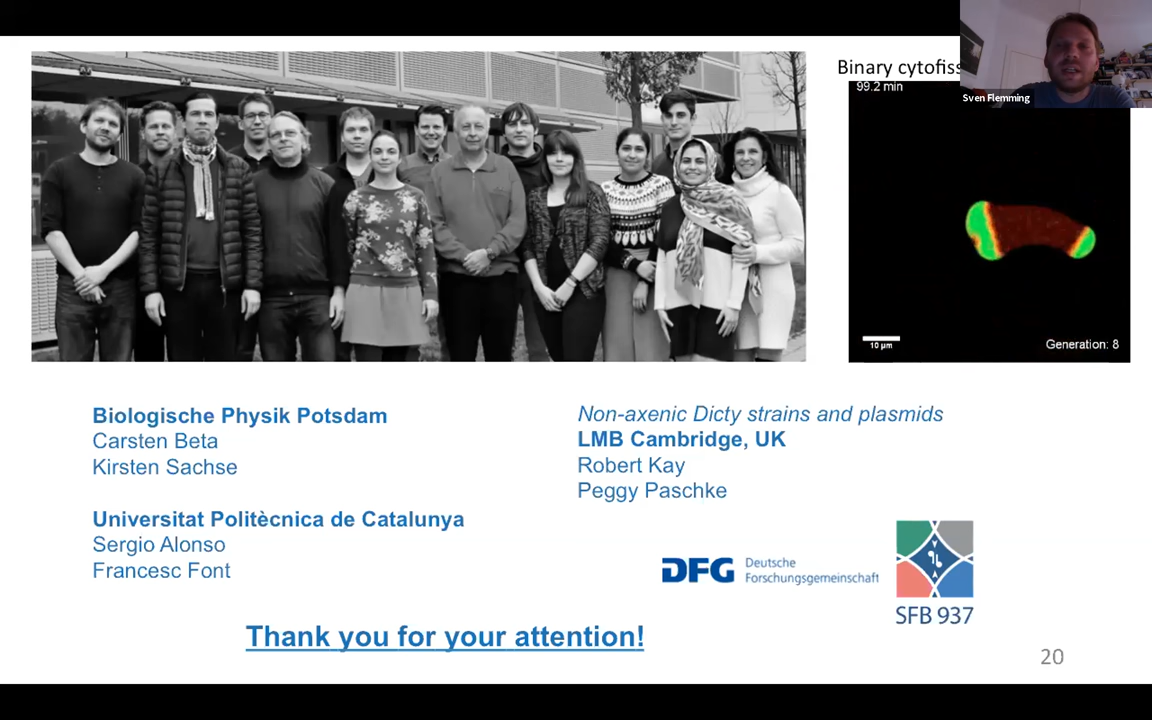 Binary cytofiss
99.2 min
Sven Flemming
10 µm
Generation: 8
Biologische Physik Potsdam
Carsten Beta
Kirsten Sachse
Universitat Politècnica de Catalunya
Sergio Alonso
Francesc Font
Non-axenic Dicty strains and plasmids
LMB Cambridge, UK
Robert Kay
Peggy Paschke
DFG Deutsche
Forschungsgemeinschaft
SFB 937
Thank you for your attention!
20